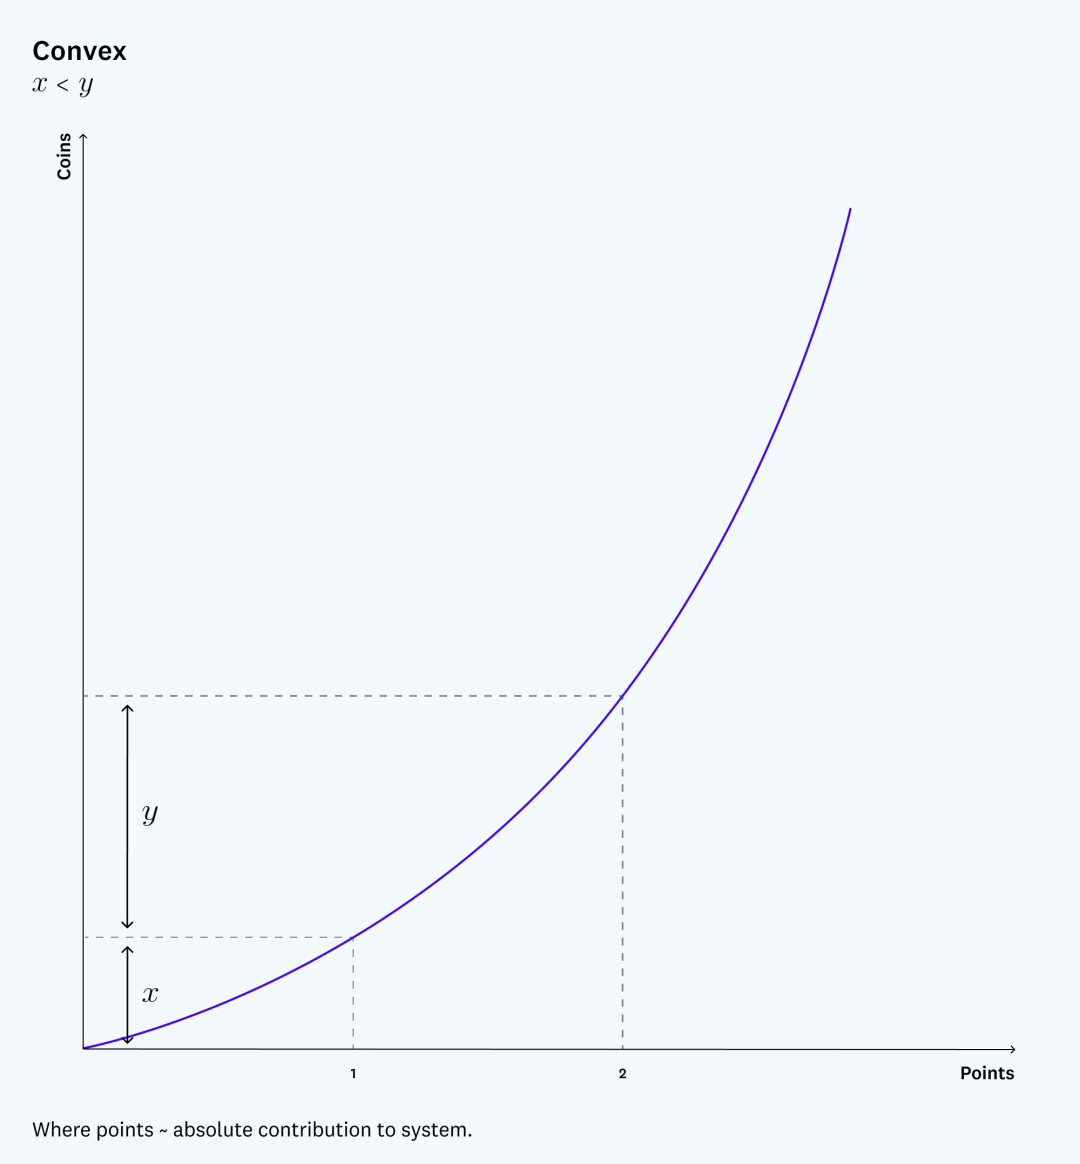 Convex
x < y
Coins
y
x
1
2
Points
Where points ~ absolute contribution to system.